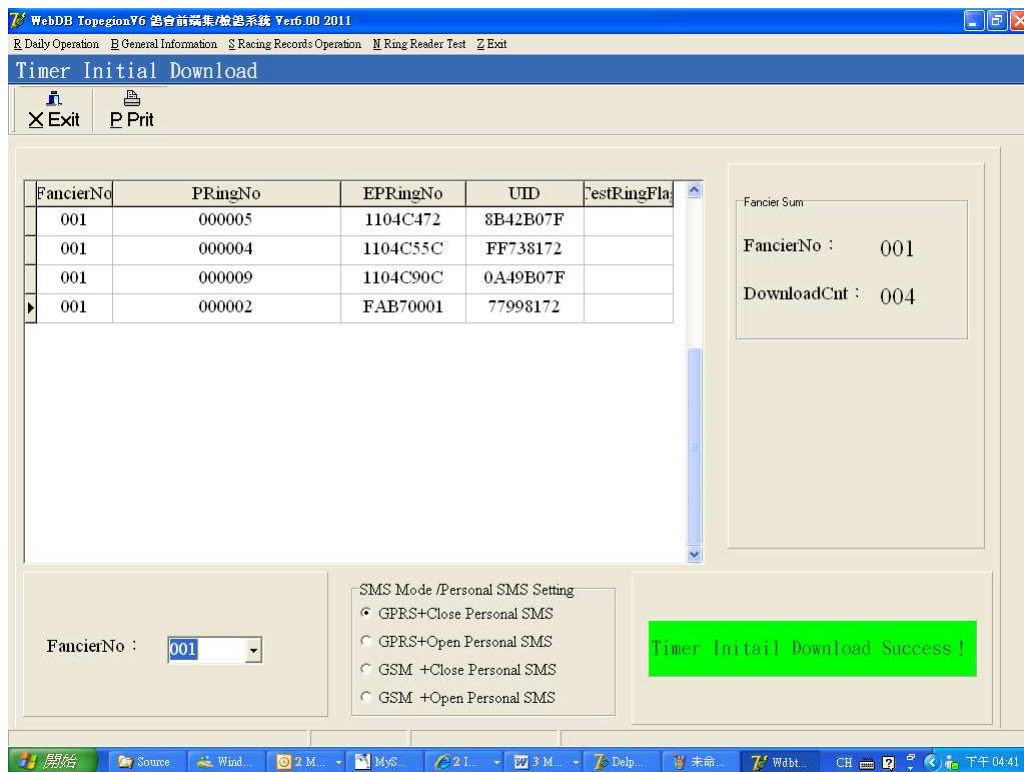 WebDB TopegionV6 鴿會前端集/檢鴿系統 Ver6.00 2011
R Daily Operation B General Information S Racing Records Operation N Ring Reader Test Z Exit
Timer Initial Download
X Exit P Prit
FancierNo PRingNo EPRingNo UID TestRingFlag
001 000005 1104C472 8B42B07F
001 000004 1104C55C FF738172
001 000009 1104C90C 0A49B07F
001 000002 FAB70001 77998172
Fancier Sum
FancierNo： 001
DownloadCnt： 004
FancierNo： 001
SMS Mode /Personal SMS Setting
GPRS+Close Personal SMS
GPRS+Open Personal SMS
GSM +Close Personal SMS
GSM +Open Personal SMS
Timer Initail Download Success！
開始 Source Wind... 2 M... MyS... 2 I... 3 M... Delp... 未命... Wdbt... CH 下午 04:41